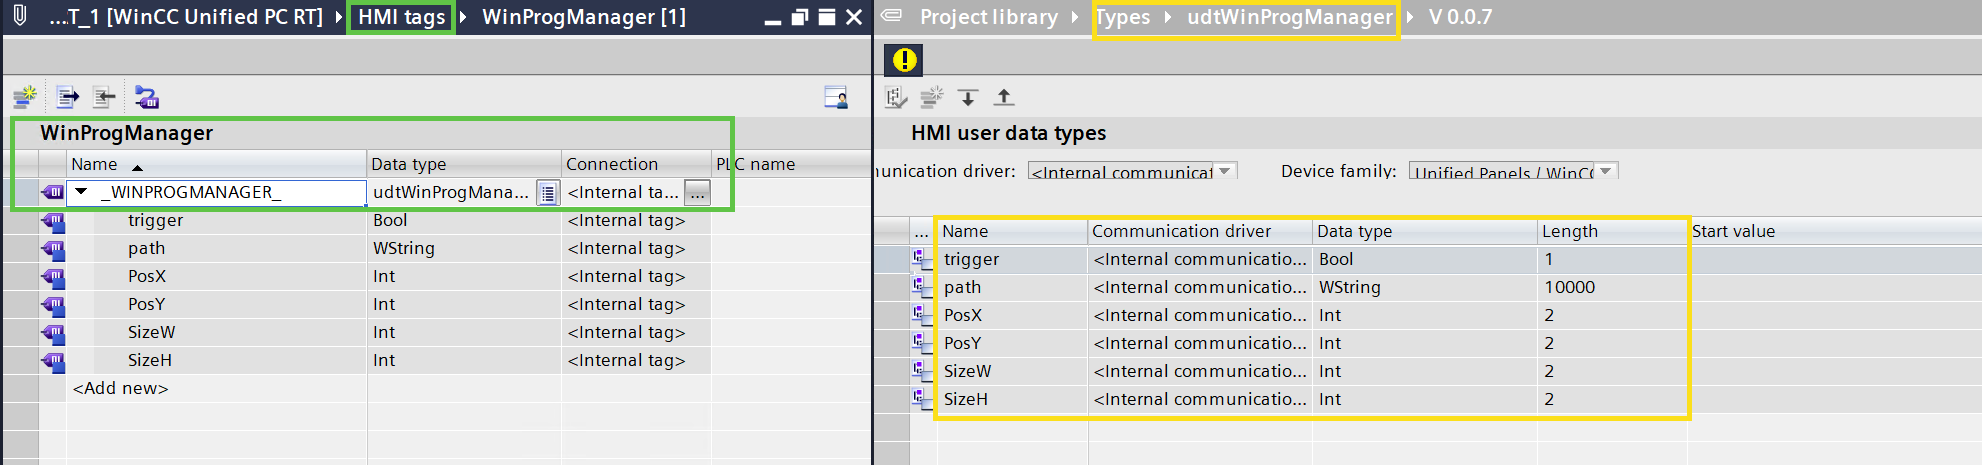 ...T_1 [WinCC Unified PC RT] HMI tags WinProgManager [1]
WinProgManager
Name Data type Connection PLC name
_WINPROGMANAGER_ udtWinProgMana... <Internal ta... ...
trigger Bool <Internal tag>
path WString <Internal tag>
PosX Int <Internal tag>
PosY Int <Internal tag>
SizeW Int <Internal tag>
SizeH Int <Internal tag>
<Add new>
Project library Types udtWinProgManager V 0.0.7
HMI user data types
unication driver: <Internal communicat Device family: Unified Panels / WinCC
... Name Communication driver Data type Length Start value
trigger <Internal communicatio... Bool 1
path <Internal communicatio... WString 10000
PosX <Internal communicatio... Int 2
PosY <Internal communicatio... Int 2
SizeW <Internal communicatio... Int 2
SizeH <Internal communicatio... Int 2